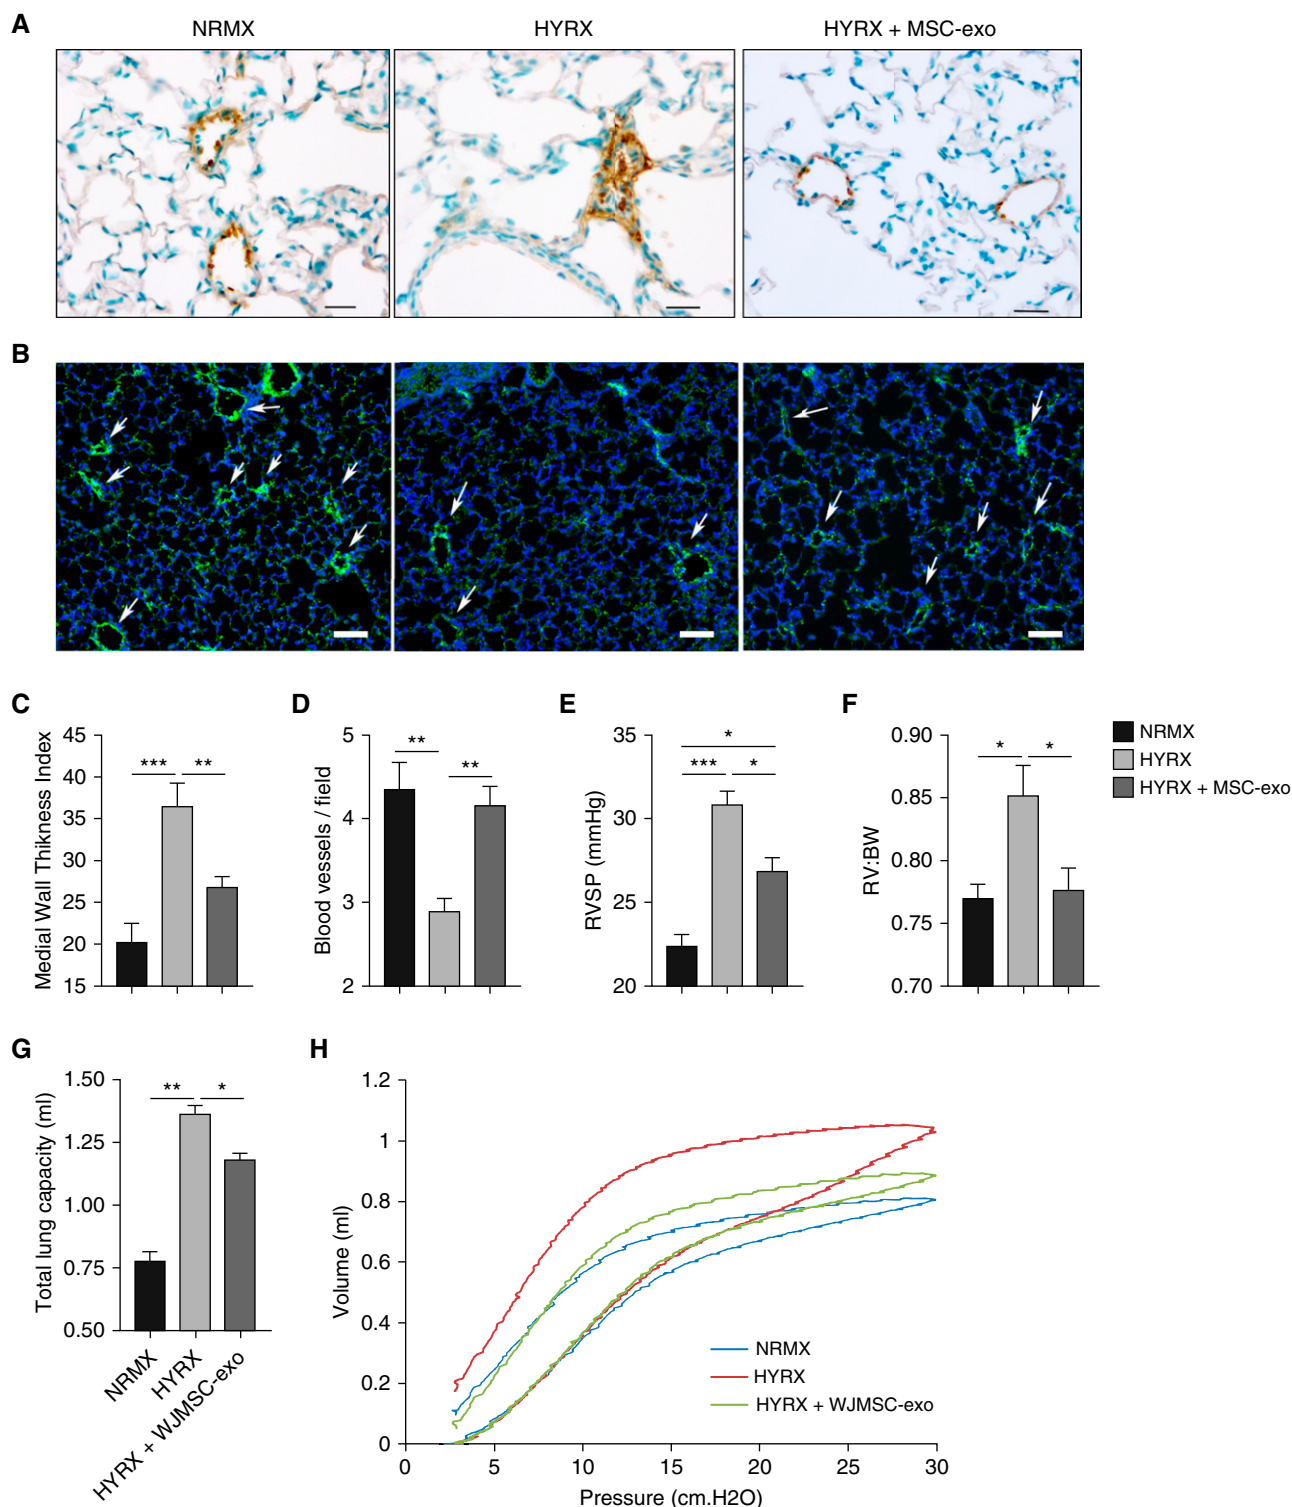 A
NRMX
HYRX
HYRX + MSC-exo
B
C
Medial Wall Thikness Index
45
40
35
30
25
20
15
***
**
D
Blood vessels / field
5
4
3
2
**
**
E
RVSP (mmHg)
35
30
25
20
*
***
*
F
RV:BW
0.90
0.85
0.80
0.75
0.70
*
*
NRMX
HYRX
HYRX + MSC-exo
G
Total lung capacity (ml)
1.50
1.25
1.00
0.75
0.50
**
*
NRMX
HYRX
HYRX + WJMSC-exo
H
Volume (ml)
1.2
1
0.8
0.6
0.4
0.2
0
0 5 10 15 20 25 30
Pressure (cm.H2O)
NRMX
HYRX
HYRX + WJMSC-exo